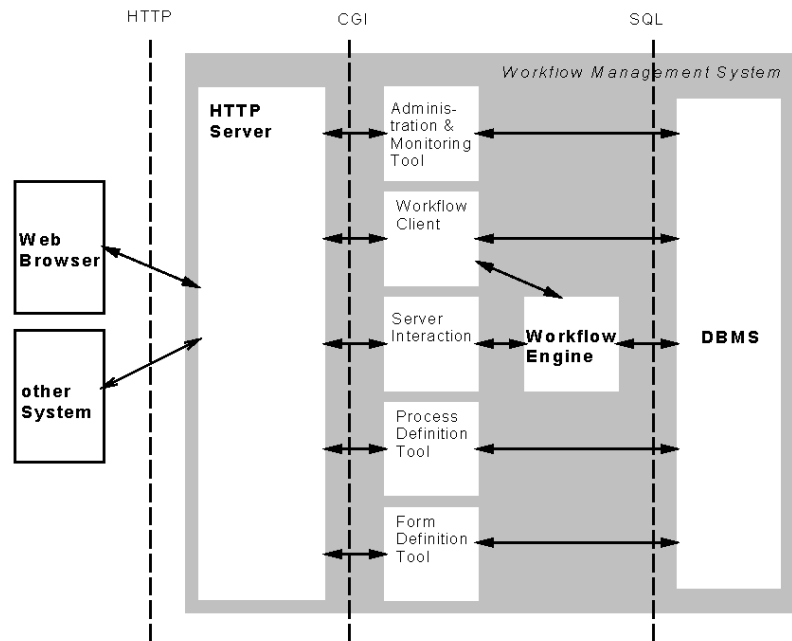 HTTP
CGI
SQL
Workflow Management System
HTTP
Server
Adminis-
tration &
Monitoring
Tool
Workflow
Client
Web
Browser
Server
Interaction
Workflow
Engine
DBMS
other
System
Process
Definition
Tool
Form
Definition
Tool